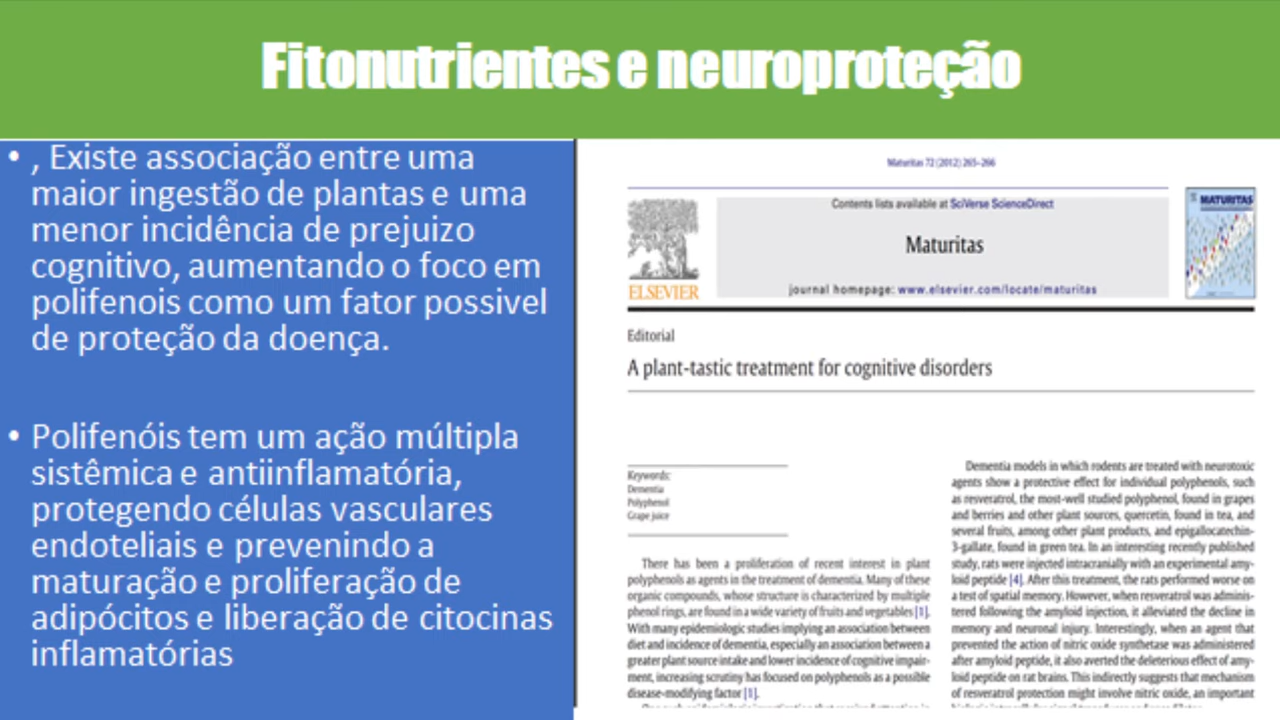 Fitonutrientes e neuroproteção
• , Existe associação entre uma
maior ingestão de plantas e uma
menor incidência de prejuizo
cognitivo, aumentando o foco em
polifenois como um fator possivel
de proteção da doença.
• Polifenóis tem um ação múltipla
sistêmica e antiinflamatória,
protegendo células vasculares
endoteliais e prevenindo a
maturação e proliferação de
adipócitos e liberação de citocinas
inflamatórias
Maturitas 72 (2012) 265–266
ELSEVIER
Contents lists available at SciVerse ScienceDirect
Maturitas
journal homepage: www.elsevier.com/locate/maturitas
MATURITAS
Editorial
A plant-tastic treatment for cognitive disorders
Keywords:
Dementia
Polyphenol
Grape juice
There has been a proliferation of recent interest in plant
polyphenols as agents in the treatment of dementia. Many of these
organic compounds, whose structure is characterized by multiple
phenol rings, are found in a wide variety of fruits and vegetables [1].
With many epidemiologic studies implying an association between
diet and incidence of dementia, especially an association between a
greater plant source intake and lower incidence of cognitive impair-
ment, increasing scrutiny has focused on polyphenols as a possible
disease-modifying factor [1].
Dementia models in which rodents are treated with neurotoxic
agents show a protective effect for individual polyphenols, such
as resveratrol, the most-well studied polyphenol, found in grapes
and berries and other plant sources, quercetin, found in tea, and
several fruits, among other plant products, and epigallocatechin-
3-gallate, found in green tea. In an interesting recently published
study, rats were injected intracranially with an experimental amy-
loid peptide [4]. After this treatment, the rats performed worse on
a test of spatial memory. However, when resveratrol was adminis-
tered following the amyloid injection, it alleviated the decline in
memory and neuronal injury. Interestingly, when an agent that
prevented the action of nitric oxide synthetase was administered
after amyloid peptide, it also averted the deleterious effect of amy-
loid peptide on rat brains. This indirectly suggests that mechanism
of resveratrol protection might involve nitric oxide, an important